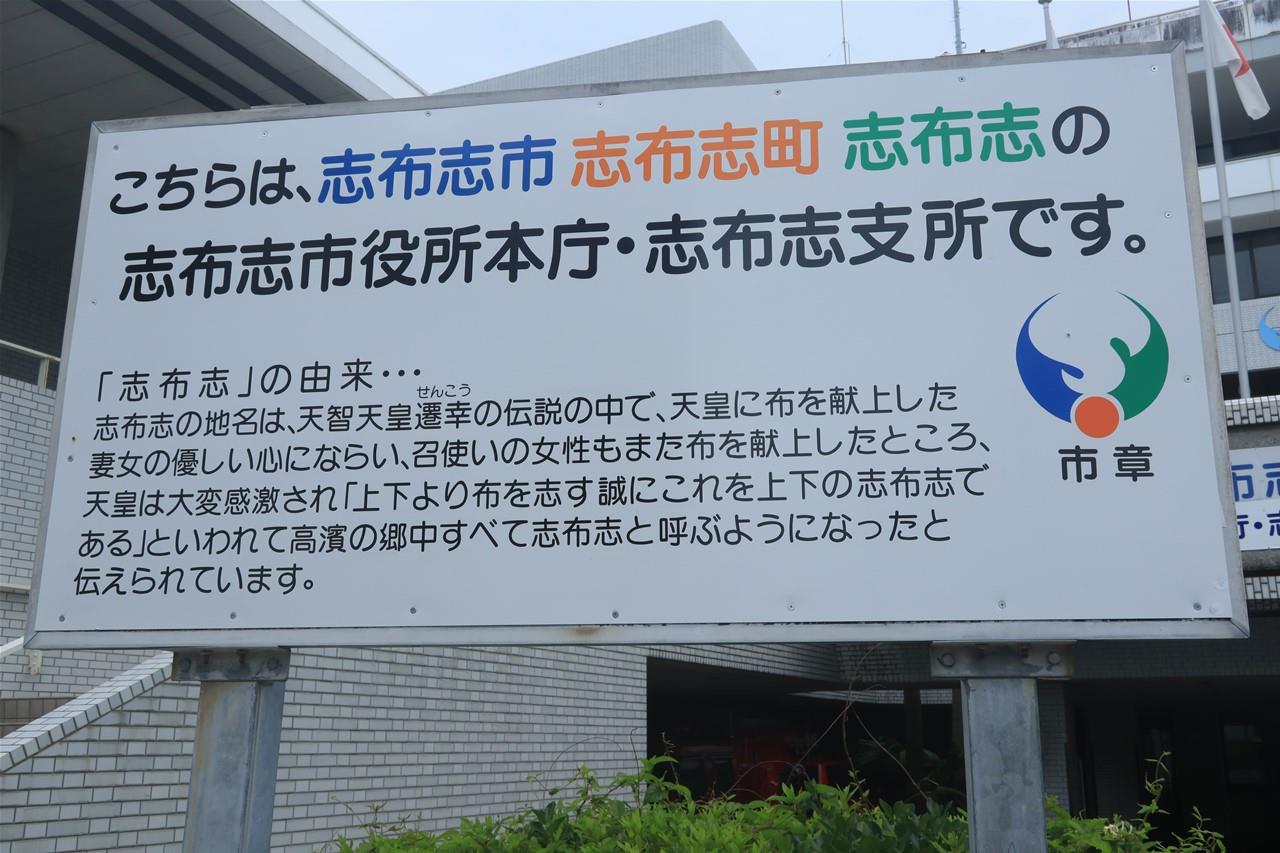 こちらは、志布志市 志布志町 志布志の
志布志市役所本庁・志布志支所です。
「志布志」の由来・・・
せんこう
志布志の地名は、天智天皇遷幸の伝説の中で、天皇に布を献上した
妻女の優しい心にならい、召使いの女性もまた布を献上したところ、
天皇は大変感激され「上下より布を志す誠にこれを上下の志布志で
ある」といわれて高濱の郷中すべて志布志と呼ぶようになったと
伝えられています。
市章
布志
庁・志